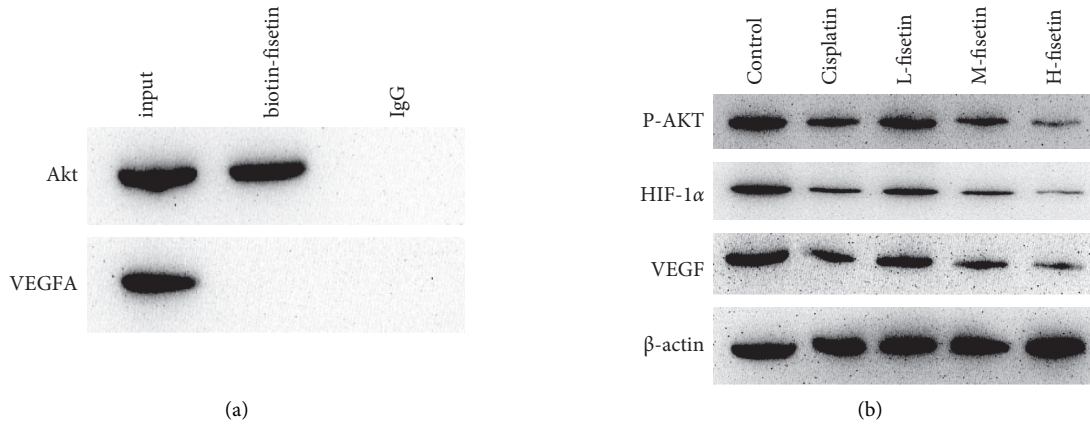 input
biotin-fisetin
IgG
Akt
VEGFA
(a)
Control
Cisplatin
L-fisetin
M-fisetin
H-fisetin
P-AKT
HIF-1α
VEGF
β-actin
(b)